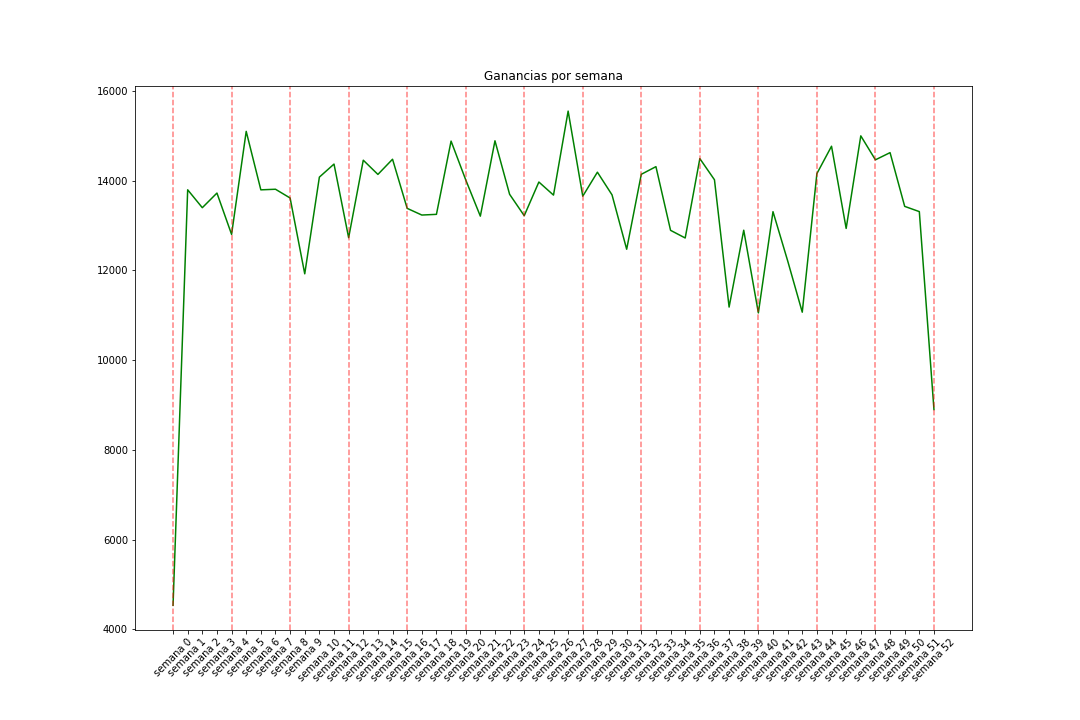 Ganancias por semana
16000
14000
12000
10000
8000
6000
4000
semana 0
semana 1
semana 2
semana 3
semana 4
semana 5
semana 6
semana 7
semana 8
semana 9
semana 10
semana 11
semana 12
semana 13
semana 14
semana 15
semana 16
semana 17
semana 18
semana 19
semana 20
semana 21
semana 22
semana 23
semana 24
semana 25
semana 26
semana 27
semana 28
semana 29
semana 30
semana 31
semana 32
semana 33
semana 34
semana 35
semana 36
semana 37
semana 38
semana 39
semana 40
semana 41
semana 42
semana 43
semana 44
semana 45
semana 46
semana 47
semana 48
semana 49
semana 50
semana 51
semana 52